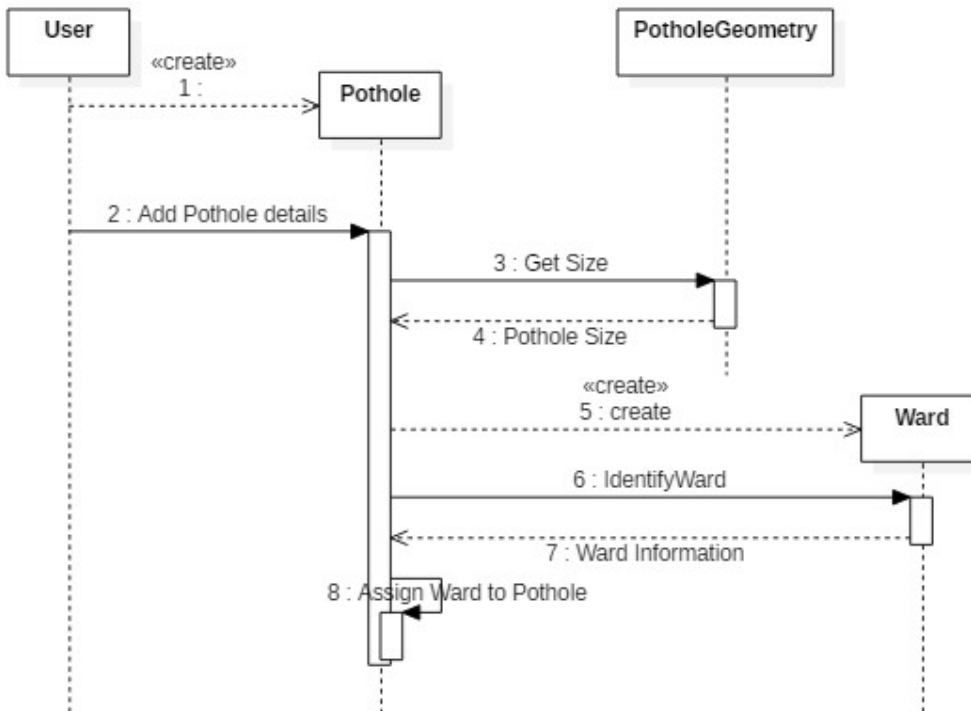 User
PotholeGeometry
«create»
1 :
Pothole
2 : Add Pothole details
3 : Get Size
4 : Pothole Size
«create»
5 : create
Ward
6 : IdentifyWard
7 : Ward Information
8 : Assign Ward to Pothole